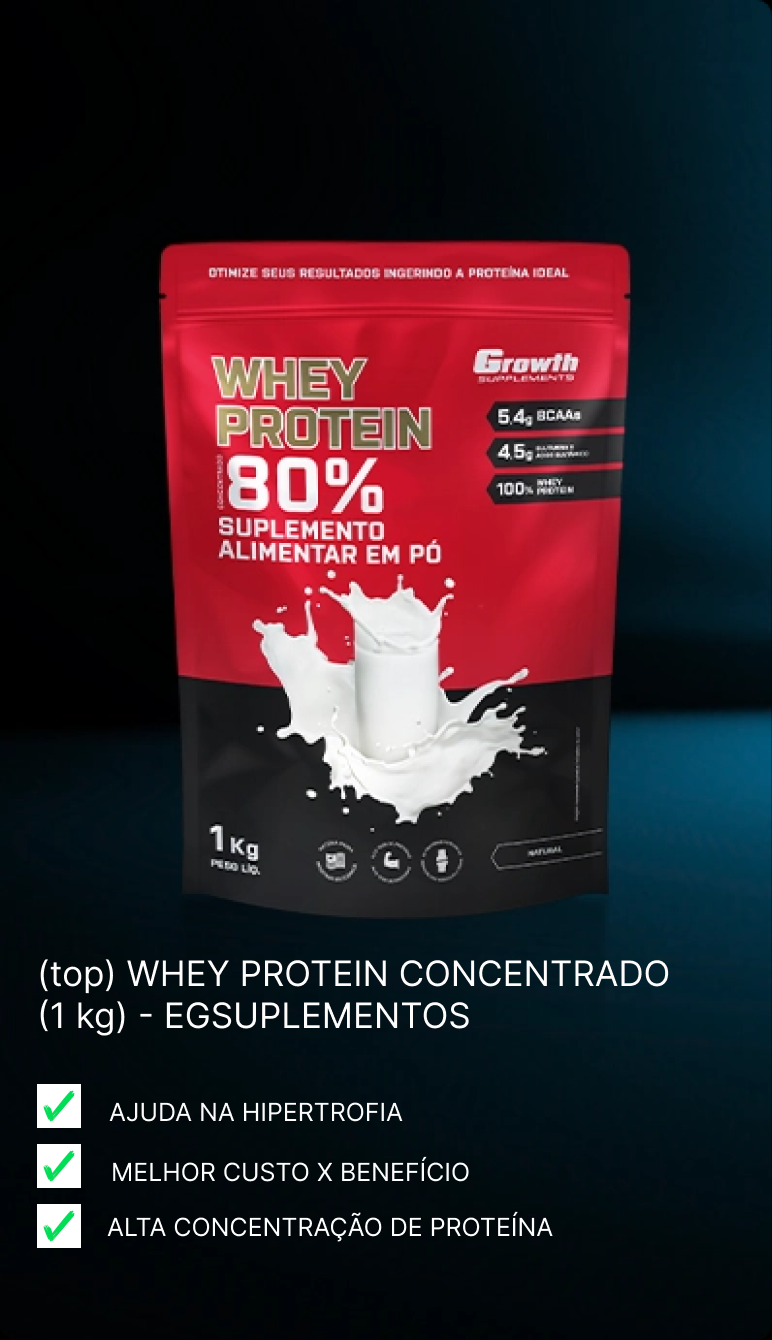 OTIMIZE SEUS RESULTADOS INGERINDO A PROTEÍNA IDEAL
WHEY
PROTEIN
CONCENTRADO
80%
SUPLEMENTO
ALIMENTAR EM PÓ
Growth
SUPPLEMENTS
5,4g BCAAs
4,5g
100% WHEY PROTEIN
1Kg
PESO LÍQ.
NATURAL
(top) WHEY PROTEIN CONCENTRADO
(1 kg) - EGSUPLEMENTOS
AJUDA NA HIPERTROFIA
MELHOR CUSTO X BENEFÍCIO
ALTA CONCENTRAÇÃO DE PROTEÍNA